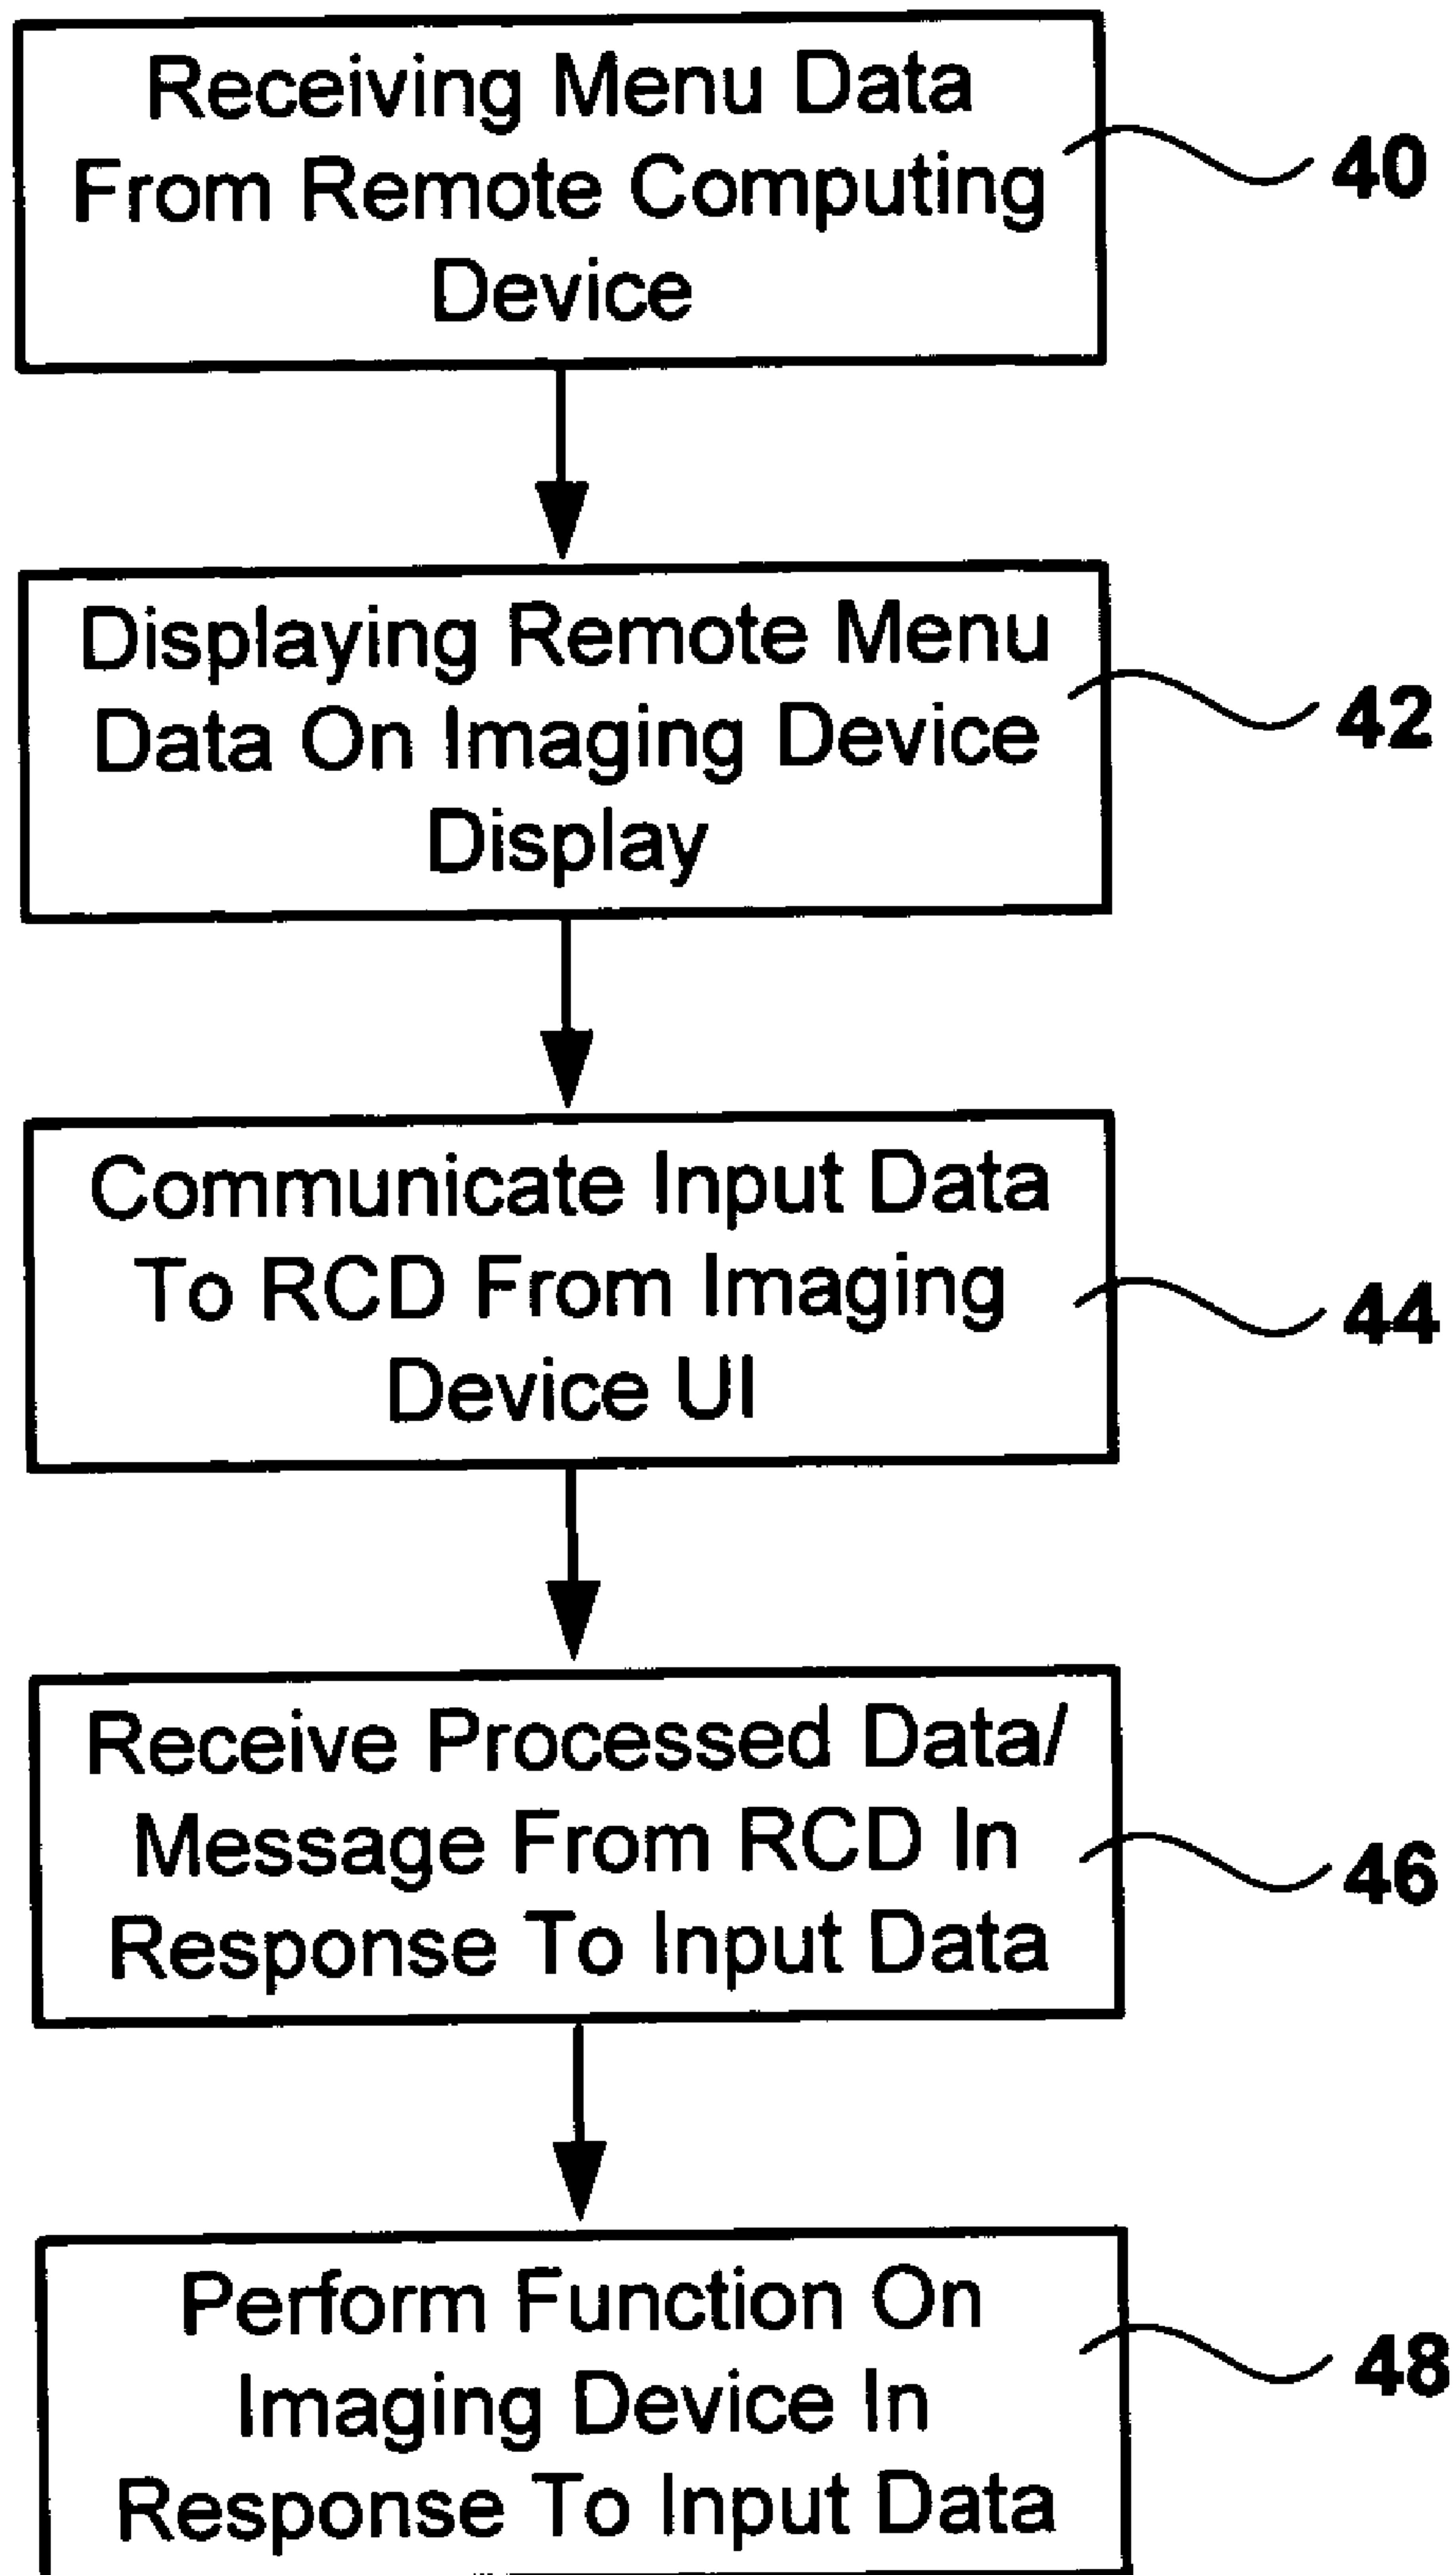 Receiving Menu Data
From Remote Computing
Device
40
Displaying Remote Menu
Data On Imaging Device
Display
42
Communicate Input Data
To RCD From Imaging
Device UI
44
Receive Processed Data/
Message From RCD In
Response To Input Data
46
Perform Function On
Imaging Device In
Response To Input Data
48